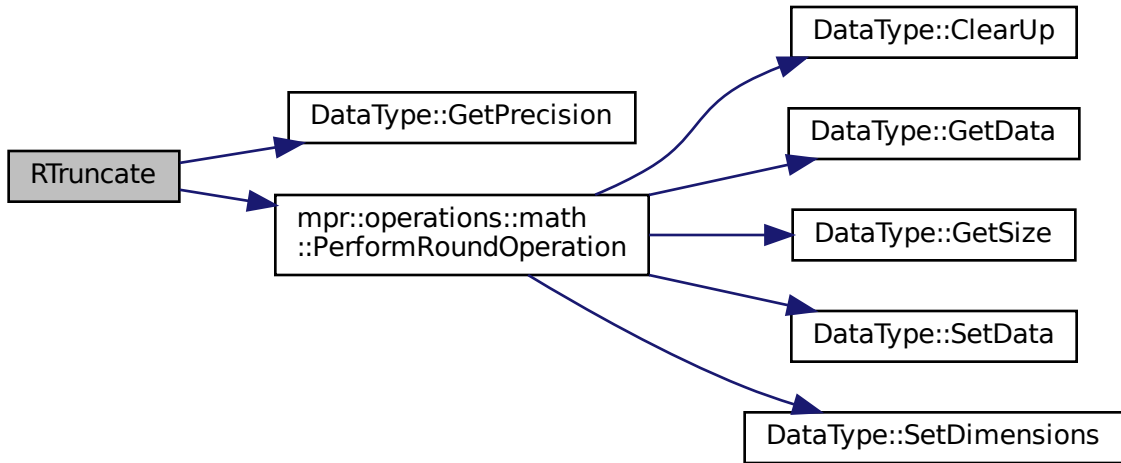 RTruncate
DataType::GetPrecision
mpr::operations::math
::PerformRoundOperation
DataType::ClearUp
DataType::GetData
DataType::GetSize
DataType::SetData
DataType::SetDimensions